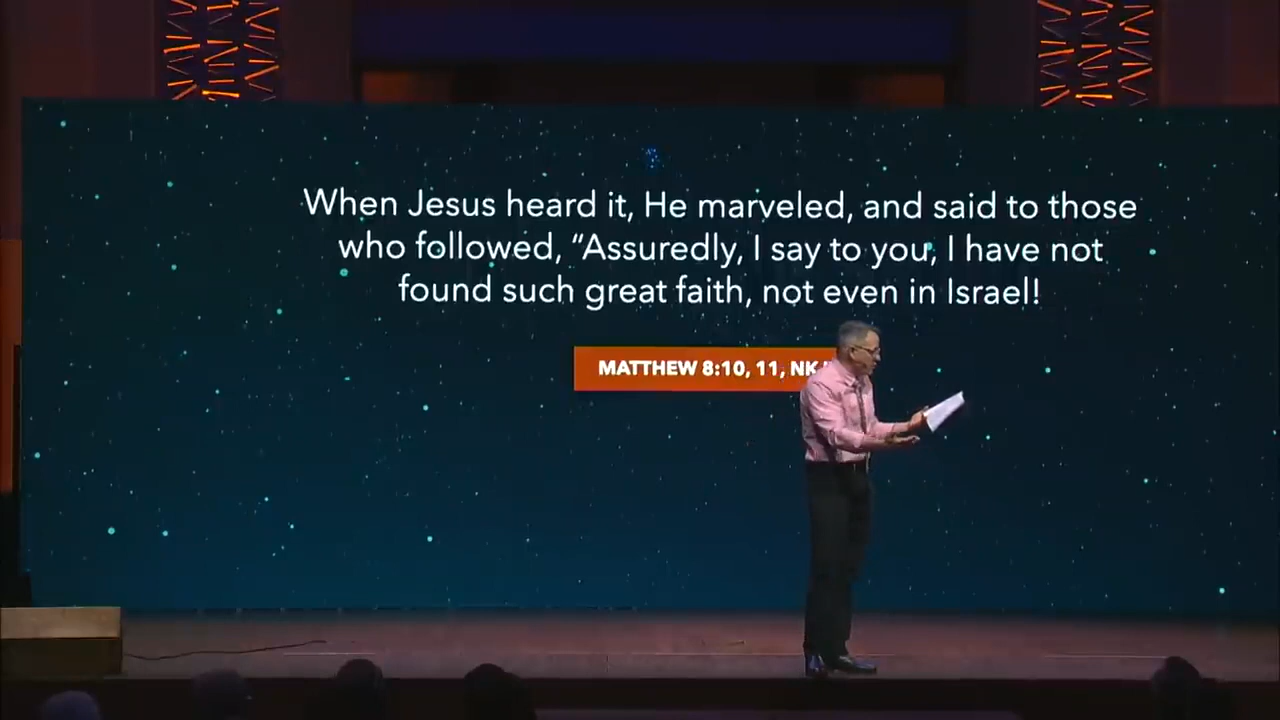 When Jesus heard it, He marveled, and said to those
who followed, “Assuredly, I say to you, I have not
found such great faith, not even in Israel!
MATTHEW 8:10, 11,